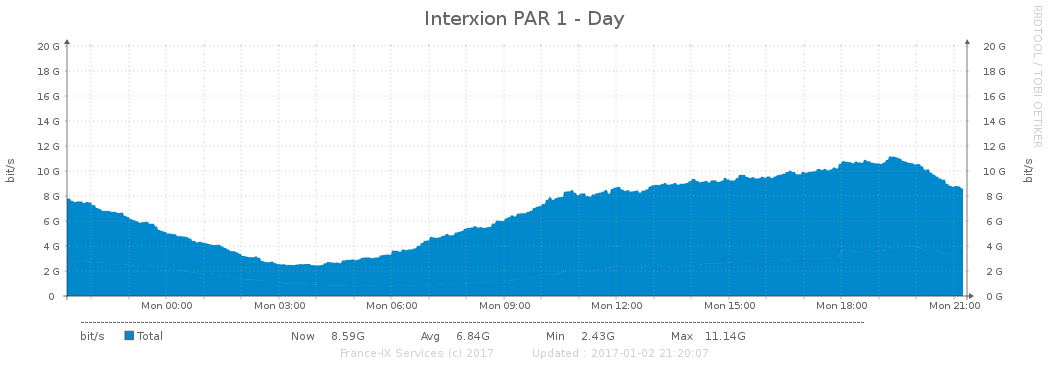 Interxion PAR 1 - Day
RRDTOOL / TOBI OETIKER
bit/s
20 G
18 G
16 G
14 G
12 G
10 G
8 G
6 G
4 G
2 G
0
20 G
18 G
16 G
14 G
12 G
10 G
8 G
6 G
4 G
2 G
0 G
bit/s
Mon 00:00 Mon 03:00 Mon 06:00 Mon 09:00 Mon 12:00 Mon 15:00 Mon 18:00 Mon 21:00
bit/s Total Now 8.59G Avg 6.84G Min 2.43G Max 11.14G
France-IX Services (c) 2017 Updated : 2017-01-02 21:20:07